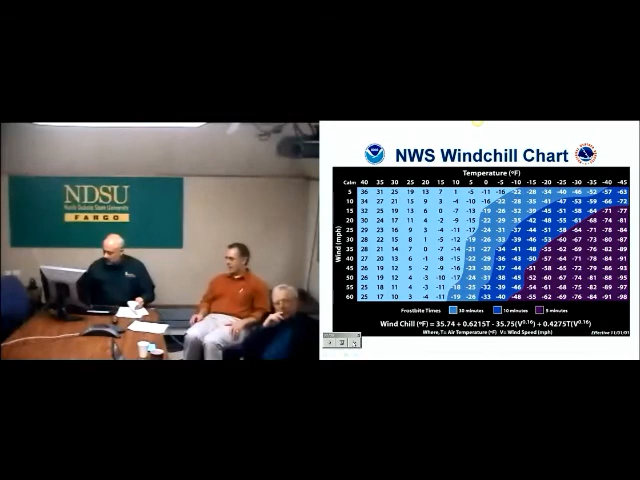 NDSU
North Dakota State University
FARGO
NWS Windchill Chart
Temperature (°F)
Calm 40 35 30 25 20 15 10 5 0 -5 -10 -15 -20 -25 -30 -35 -40 -45
5 36 31 25 19 13 7 1 -5 -11 -16 -22 -28 -34 -40 -46 -52 -57 -63
10 34 27 21 15 9 3 -4 -10 -16 -22 -28 -35 -41 -47 -53 -59 -66 -72
15 32 25 19 13 6 0 -7 -13 -19 -26 -32 -39 -45 -51 -58 -64 -71 -77
20 30 24 17 11 4 -2 -9 -15 -22 -29 -35 -42 -48 -55 -61 -68 -74 -81
25 29 23 16 9 3 -4 -11 -17 -24 -31 -37 -44 -51 -58 -64 -71 -78 -84
30 28 22 15 8 1 -5 -12 -19 -26 -33 -39 -46 -53 -60 -67 -73 -80 -87
35 28 21 14 7 0 -7 -14 -21 -27 -34 -41 -48 -55 -62 -69 -76 -82 -89
40 27 20 13 6 -1 -8 -15 -22 -29 -36 -43 -50 -57 -64 -71 -78 -84 -91
45 26 19 12 5 -2 -9 -16 -23 -30 -37 -44 -51 -58 -65 -72 -79 -86 -93
50 26 19 12 4 -3 -10 -17 -24 -31 -38 -45 -52 -60 -67 -74 -81 -88 -95
55 25 18 11 4 -3 -11 -18 -25 -32 -39 -46 -54 -61 -68 -75 -82 -89 -97
60 25 17 10 3 -4 -11 -19 -26 -33 -40 -48 -55 -62 -69 -76 -84 -91 -98
Wind (mph)
Frostbite Times 30 minutes 10 minutes 5 minutes
Wind Chill (°F) = 35.74 + 0.6215T - 35.75(V^0.16) + 0.4275T(V^0.16)
Where, T= Air Temperature (°F) V= Wind Speed (mph) Effective 11/01/01